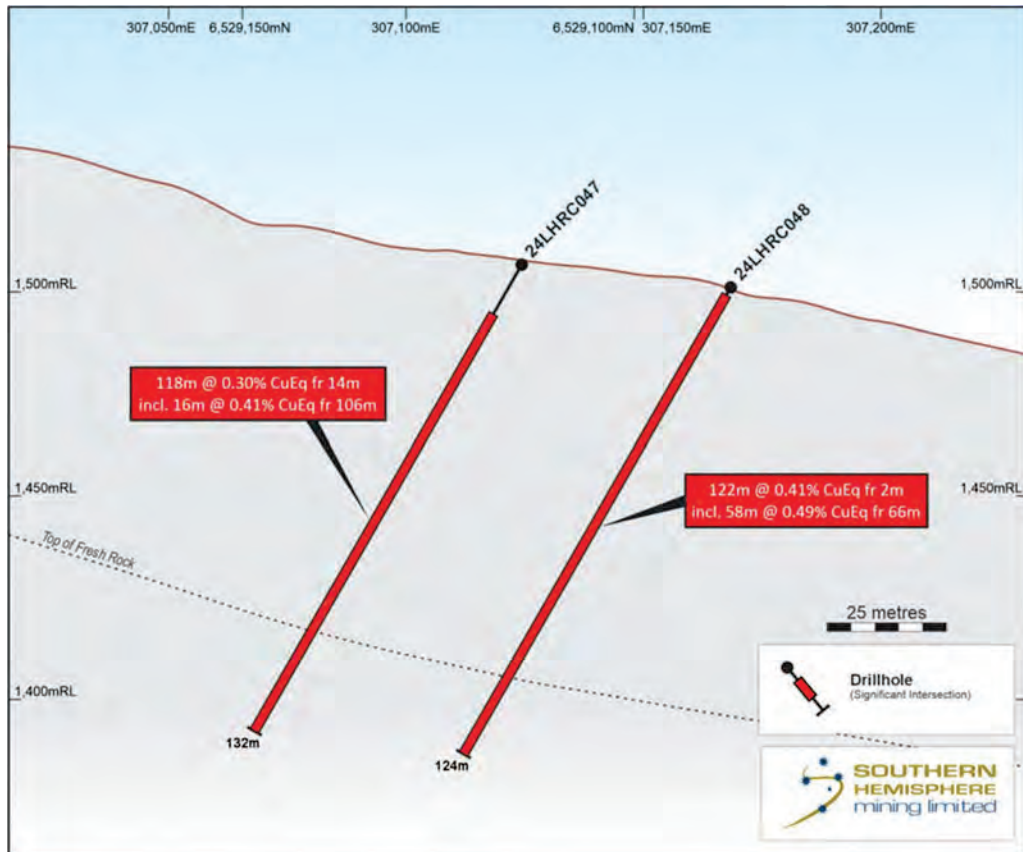 307,050mE 6,529,150mN 307,100mE 6,529,100mN 307,150mE 307,200mE
24LHRC047
24LHRC048
1,500mRL 1,500mRL
118m @ 0.30% CuEq fr 14m
incl. 16m @ 0.41% CuEq fr 106m
1,450mRL 1,450mRL
122m @ 0.41% CuEq fr 2m
incl. 58m @ 0.49% CuEq fr 66m
Top of Fresh Rock
25 metres
Drillhole
(Significant Intersection)
1,400mRL
132m
124m
SOUTHERN
HEMISPHERE
mining limited